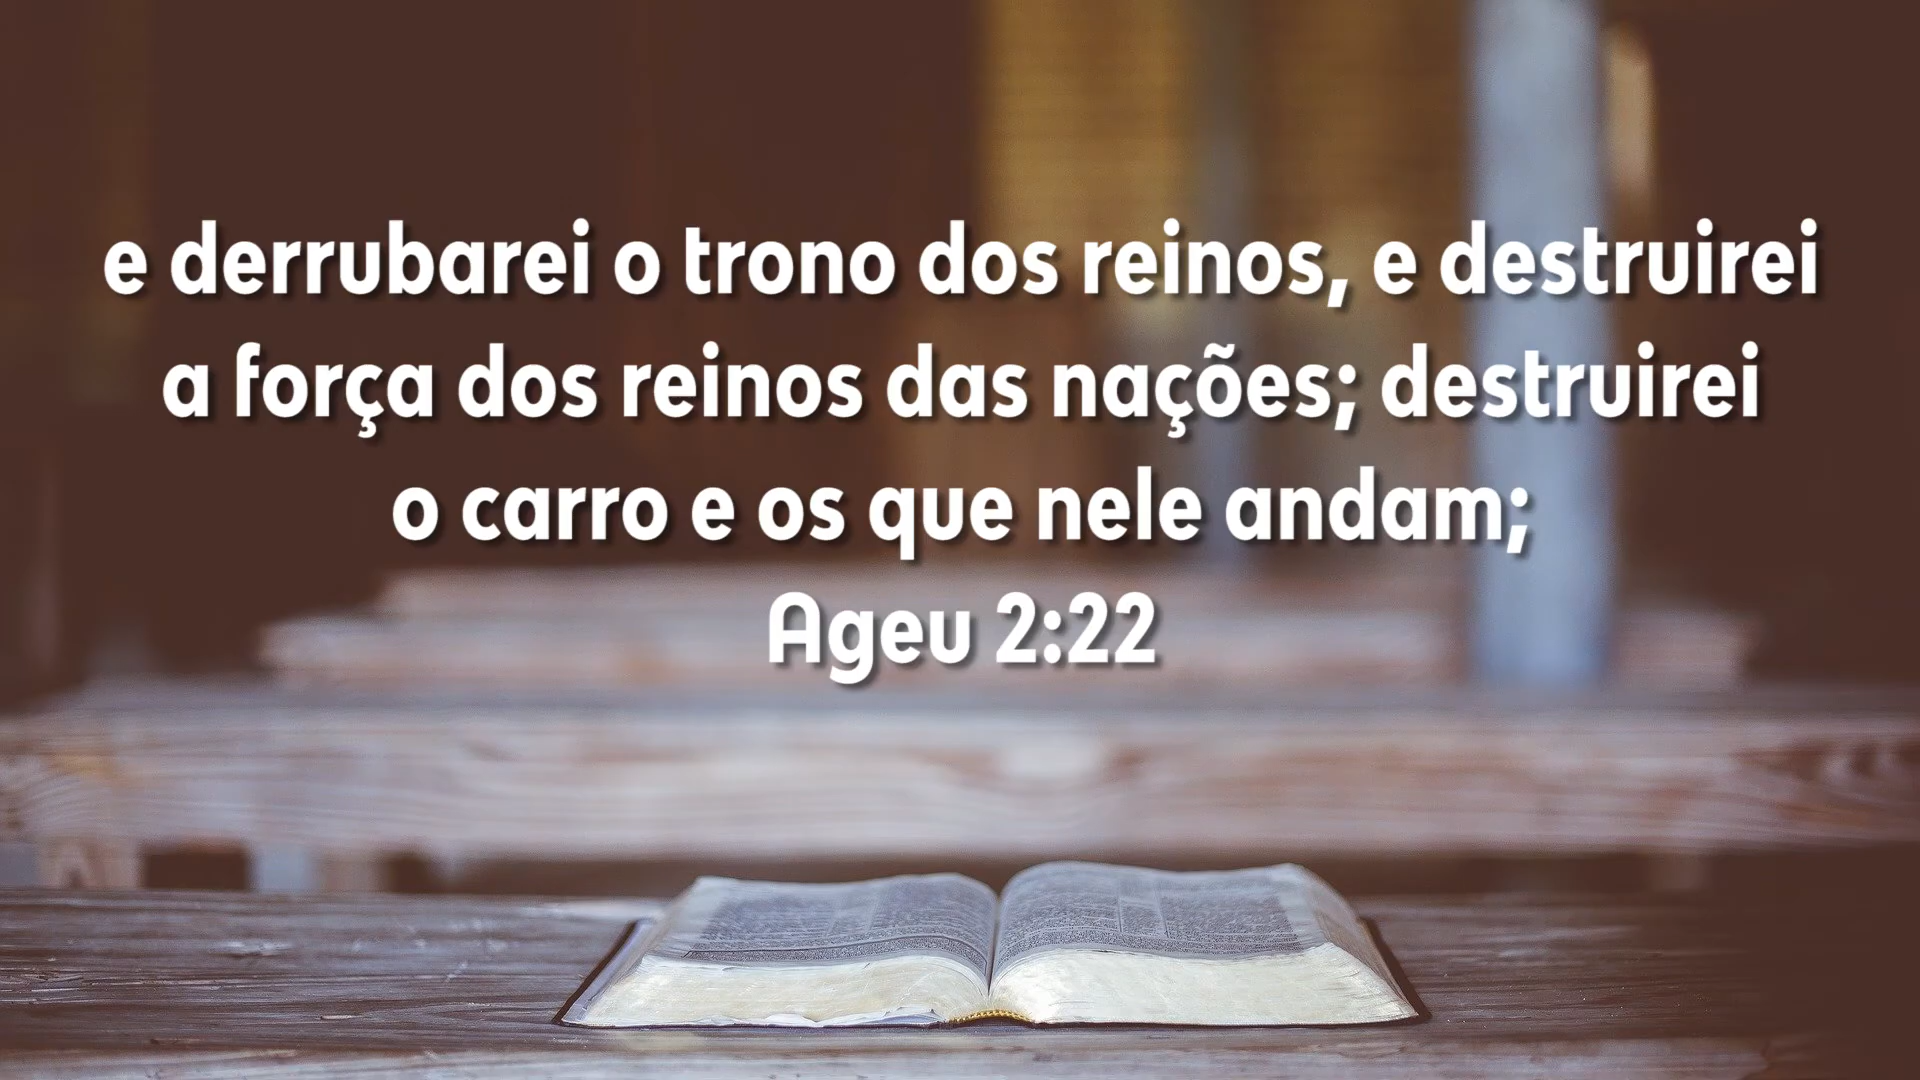 e derrubarei o trono dos reinos, e destruirei
a força dos reinos das nações; destruirei
o carro e os que nele andam;
Ageu 2:22